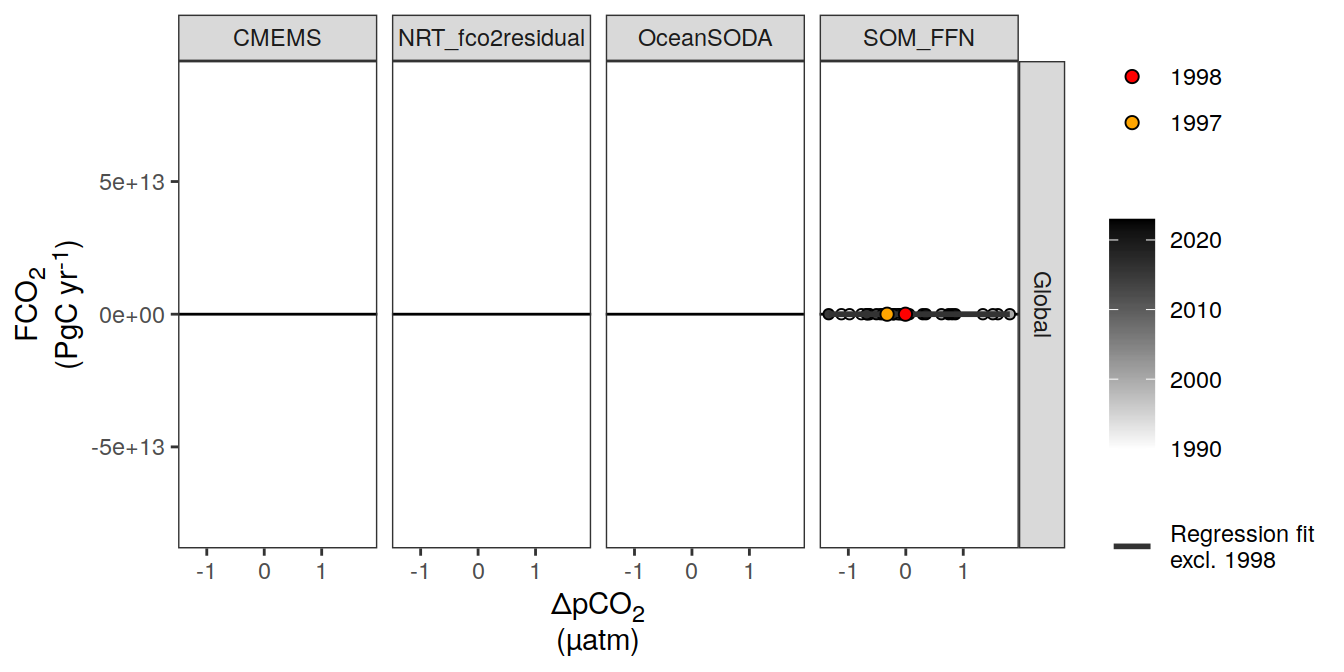 CMEMS
NRT_fco2residual
OceanSODA
SOM_FFN
Global
FCO₂
(PgC yr⁻¹)
5e+13
0e+00
-5e+13
-1 0 1
-1 0 1
-1 0 1
-1 0 1
ΔpCO₂
(µatm)
1998
1997
2020
2010
2000
1990
Regression fit
excl. 1998